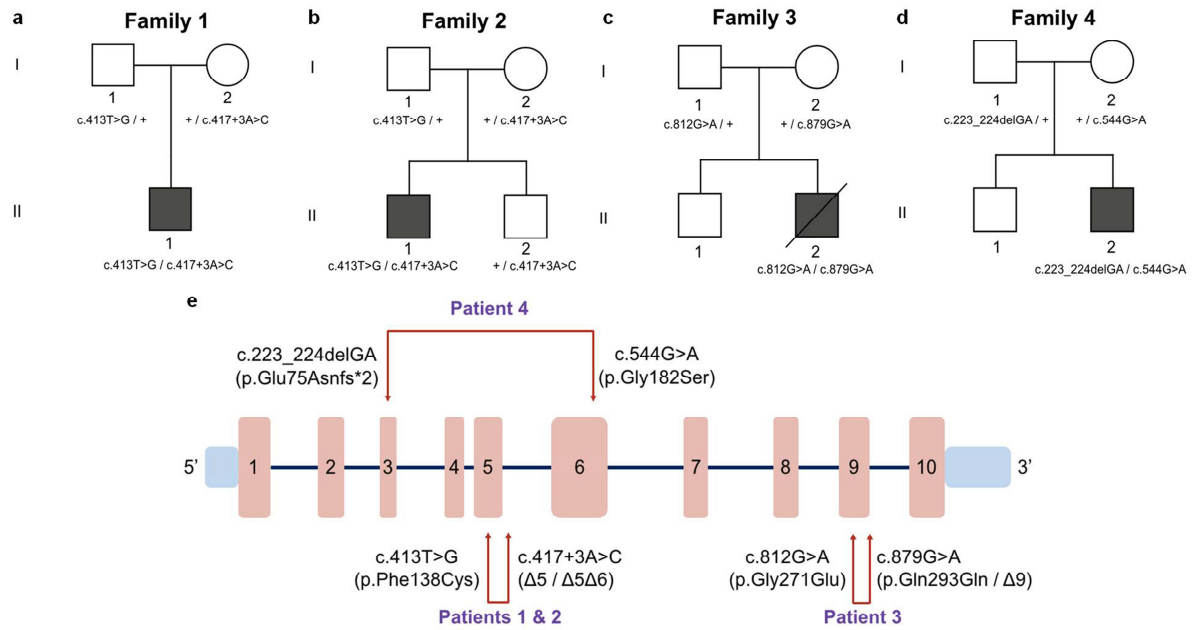 a
Family 1
I
1
2
c.413T>G / +
+ / c.417+3A>C
II
1
c.413T>G / c.417+3A>C
b
Family 2
I
1
2
c.413T>G / +
+ / c.417+3A>C
II
1
2
c.413T>G / c.417+3A>C
+ / c.417+3A>C
c
Family 3
I
1
2
c.812G>A / +
+ / c.879G>A
II
1
2
c.812G>A / c.879G>A
d
Family 4
I
1
2
c.223_224delGA / +
+ / c.544G>A
II
1
2
c.223_224delGA / c.544G>A
e
Patient 4
c.223_224delGA
(p.Glu75Asnfs*2)
c.544G>A
(p.Gly182Ser)
5’ 1 2 3 4 5 6 7 8 9 10 3’
c.413T>G
(p.Phe138Cys)
c.417+3A>C
(Δ5 / Δ5Δ6)
Patients 1 & 2
c.812G>A
(p.Gly271Glu)
c.879G>A
(p.Gln293Gln / Δ9)
Patient 3